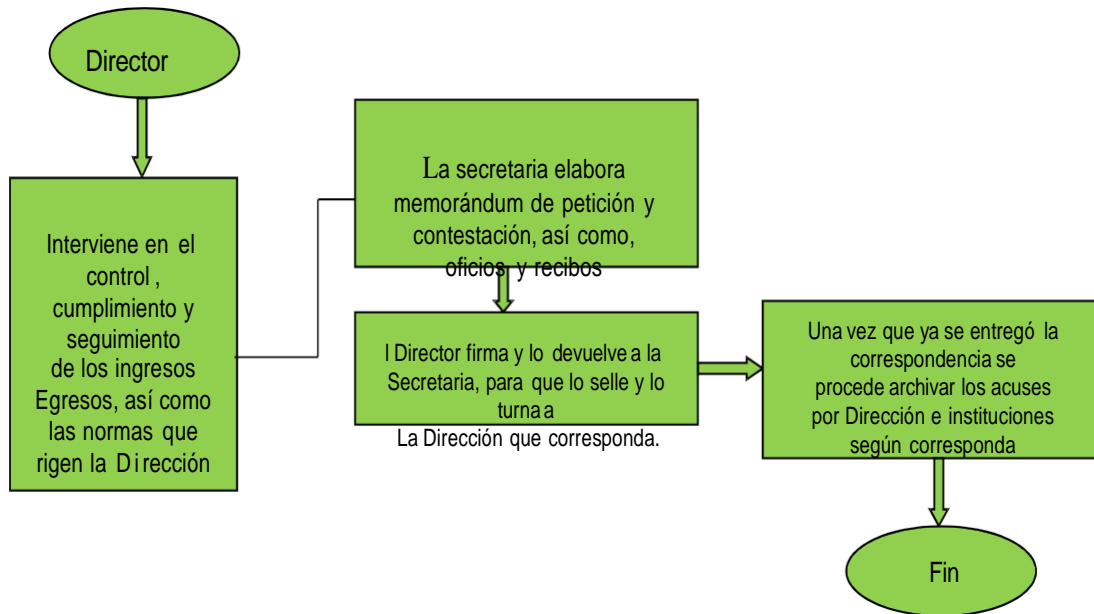 Director
Interviene en el
control ,
cumplimiento y
seguimiento
de los ingresos
Egresos, así como
las normas que
rigen la Dirección
La secretaria elabora
memorándum de petición y
contestación, así como,
oficios y recibos
l Director firma y lo devuelve a la
Secretaria, para que lo selle y lo
turna a
La Dirección que corresponda.
Una vez que ya se entregó la
correspondencia se
procede archivar los acuses
por Dirección e instituciones
según corresponda
Fin